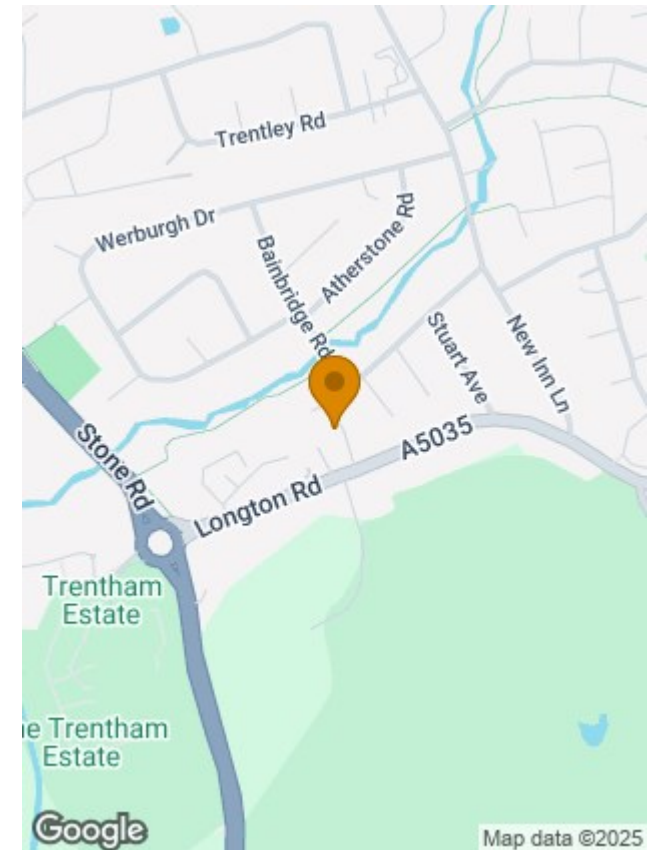 Trentley Rd
Werburgh Dr
Atherstone Rd
Bainbridge Rd
Stuart Ave
New Inn Ln
A5035
Stone Rd
Longton Rd
Trentham
Estate
e Trentham
Estate
Google
Map data ©2025